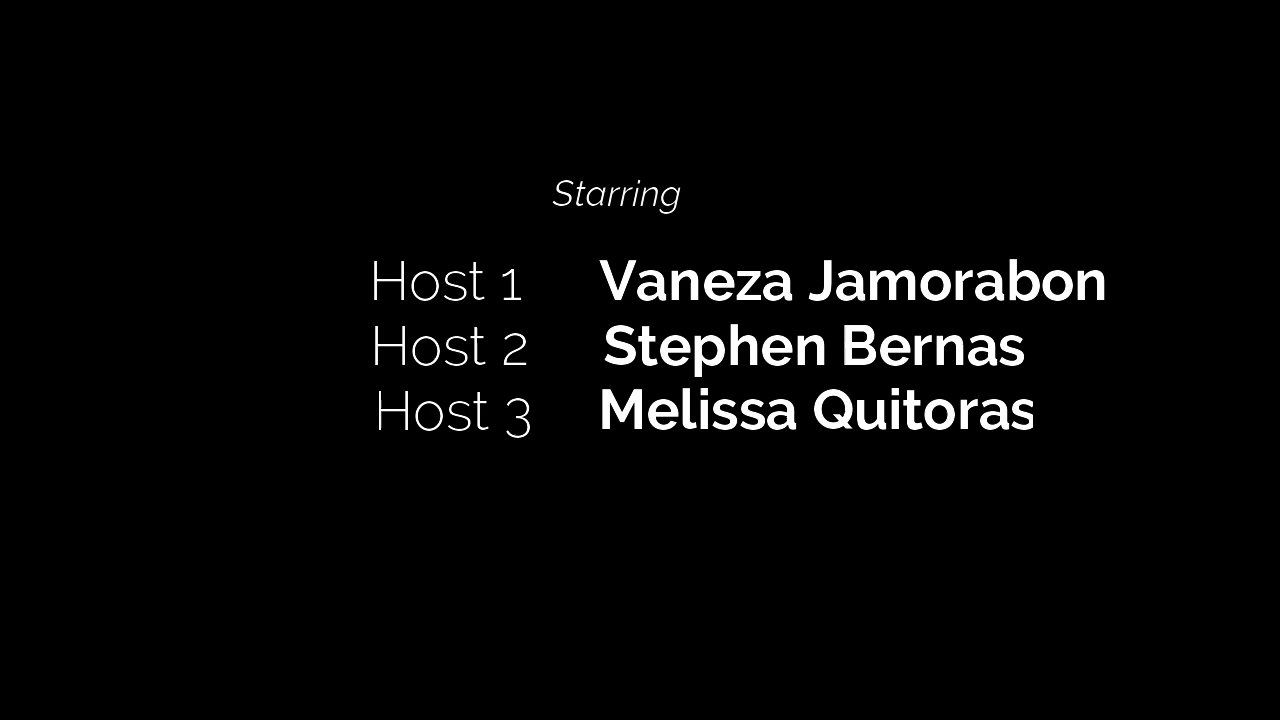 Starring
Host 1 Vaneza Jamorabon
Host 2 Stephen Bernas
Host 3 Melissa Quitoras